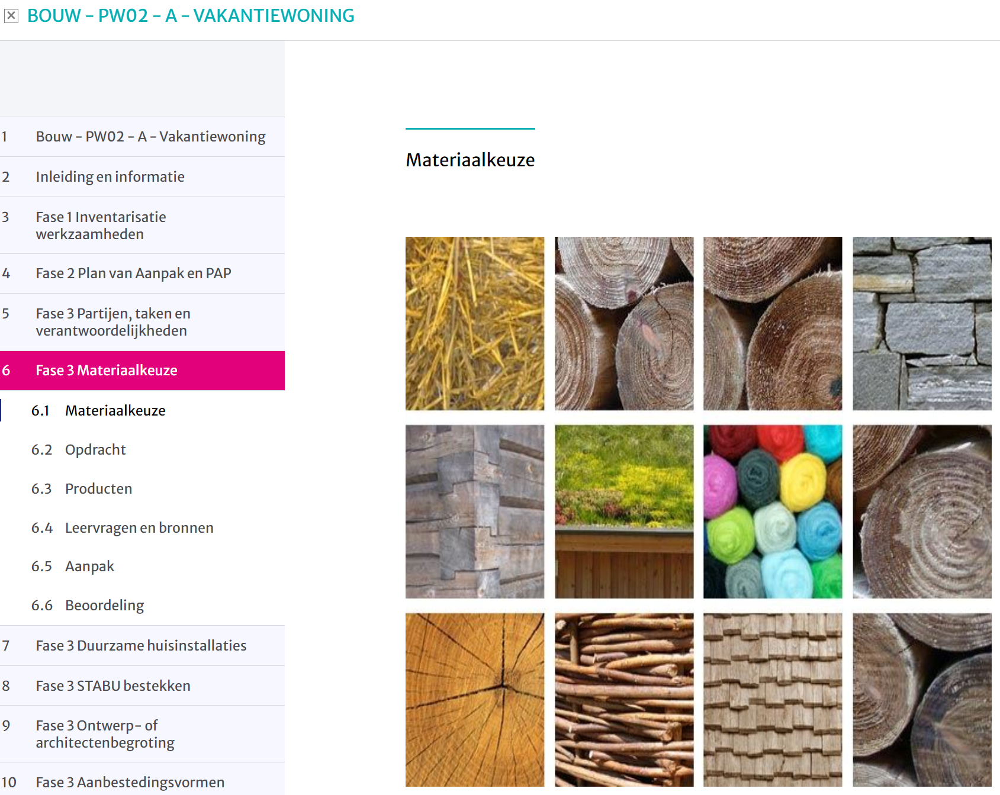 BOUW - PW02 - A - VAKANTIEWONING
1 Bouw - PW02 - A - Vakantiewoning
2 Inleiding en informatie
3 Fase 1 Inventarisatie
werkzaamheden
4 Fase 2 Plan van Aanpak en PAP
5 Fase 3 Partijen, taken en
verantwoordelijkheden
6 Fase 3 Materiaalkeuze
6.1 Materiaalkeuze
6.2 Opdracht
6.3 Producten
6.4 Leervragen en bronnen
6.5 Aanpak
6.6 Beoordeling
7 Fase 3 Duurzame huisinstallaties
8 Fase 3 STABU bestekken
9 Fase 3 Ontwerp- of
architectenbegroting
10 Fase 3 Aanbestedingsvormen
Materiaalkeuze